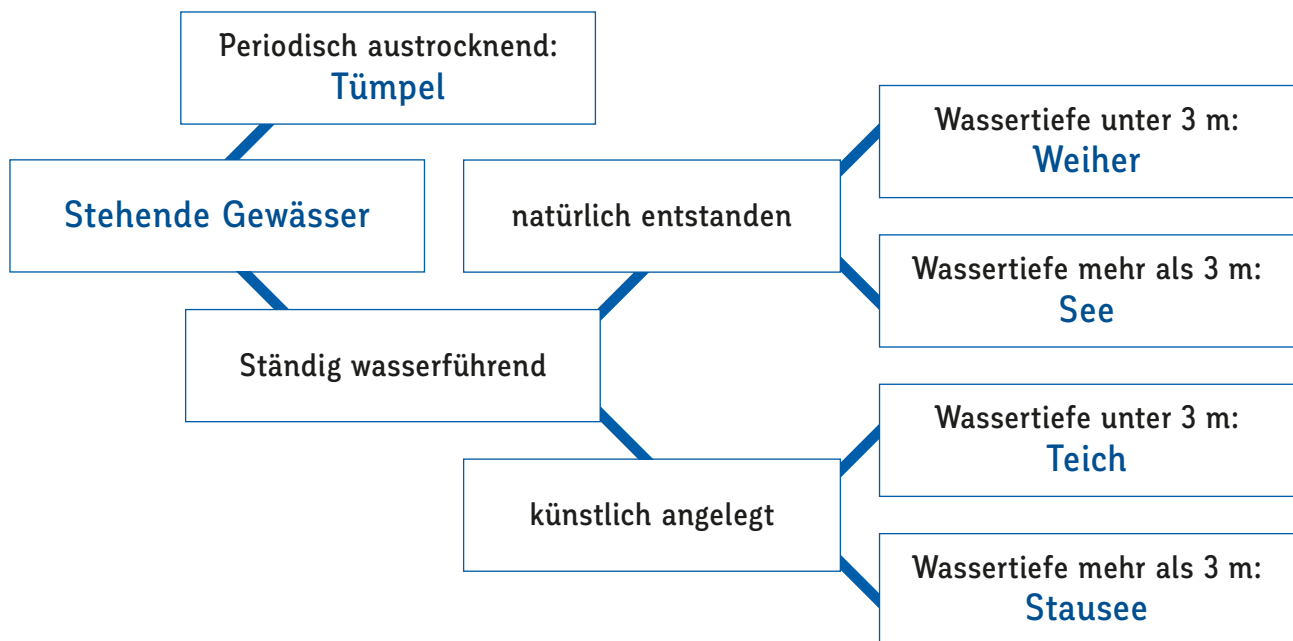 Periodisch austrocknend:
Tümpel
Stehende Gewässer
Ständig wasserführend
natürlich entstanden
künstlich angelegt
Wassertiefe unter 3 m:
Weiher
Wassertiefe mehr als 3 m:
See
Wassertiefe unter 3 m:
Teich
Wassertiefe mehr als 3 m:
Stausee